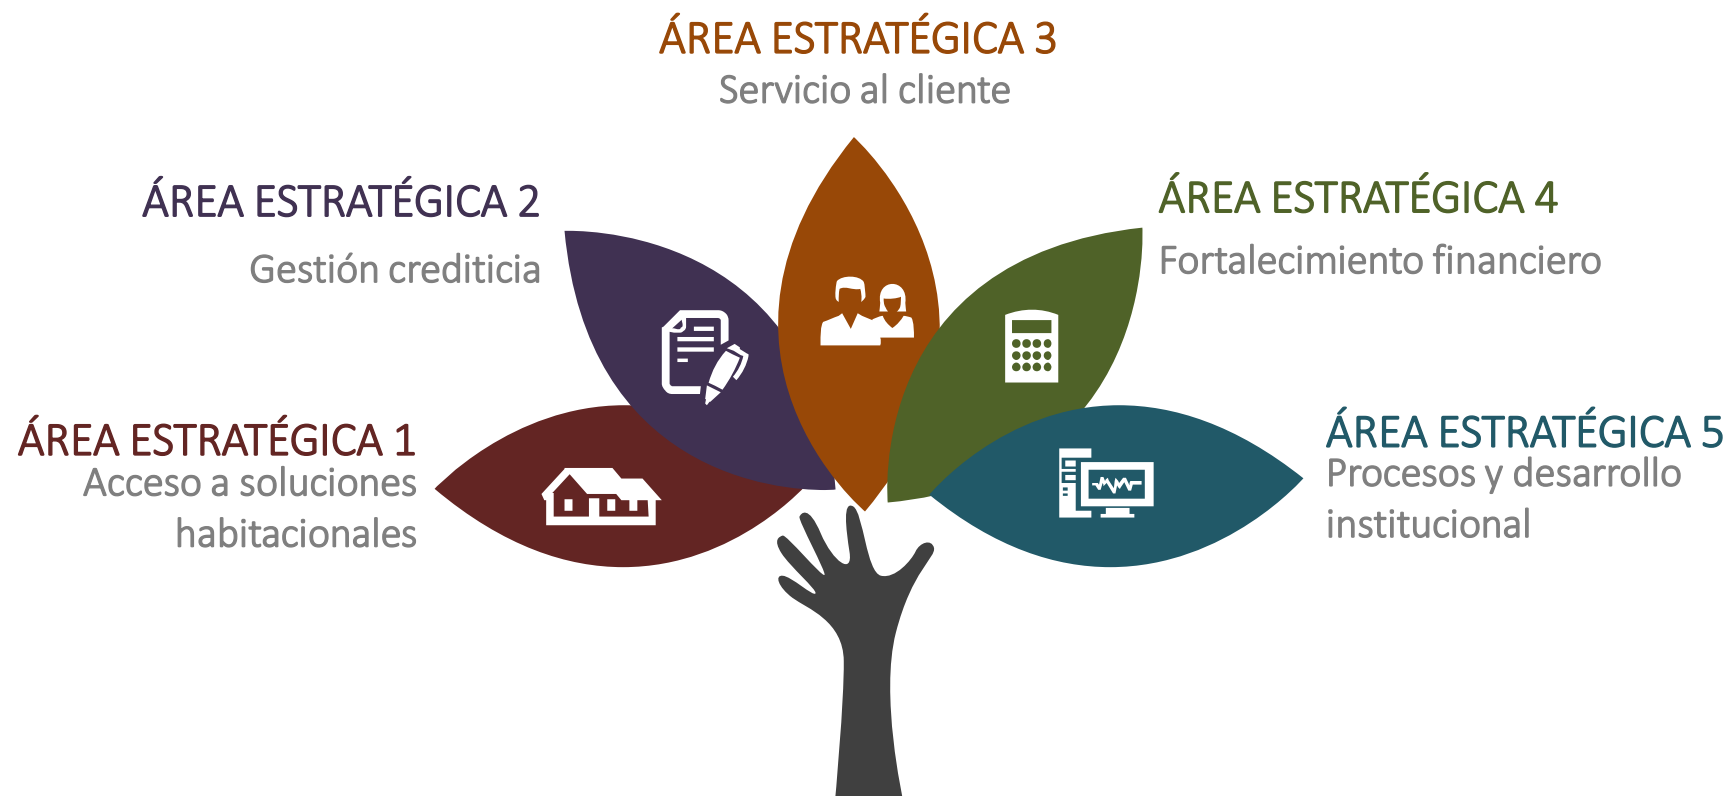 ÁREA ESTRATÉGICA 3
Servicio al cliente
ÁREA ESTRATÉGICA 2
Gestión crediticia
ÁREA ESTRATÉGICA 4
Fortalecimiento financiero
ÁREA ESTRATÉGICA 1
Acceso a soluciones
habitacionales
ÁREA ESTRATÉGICA 5
Procesos y desarrollo
institucional